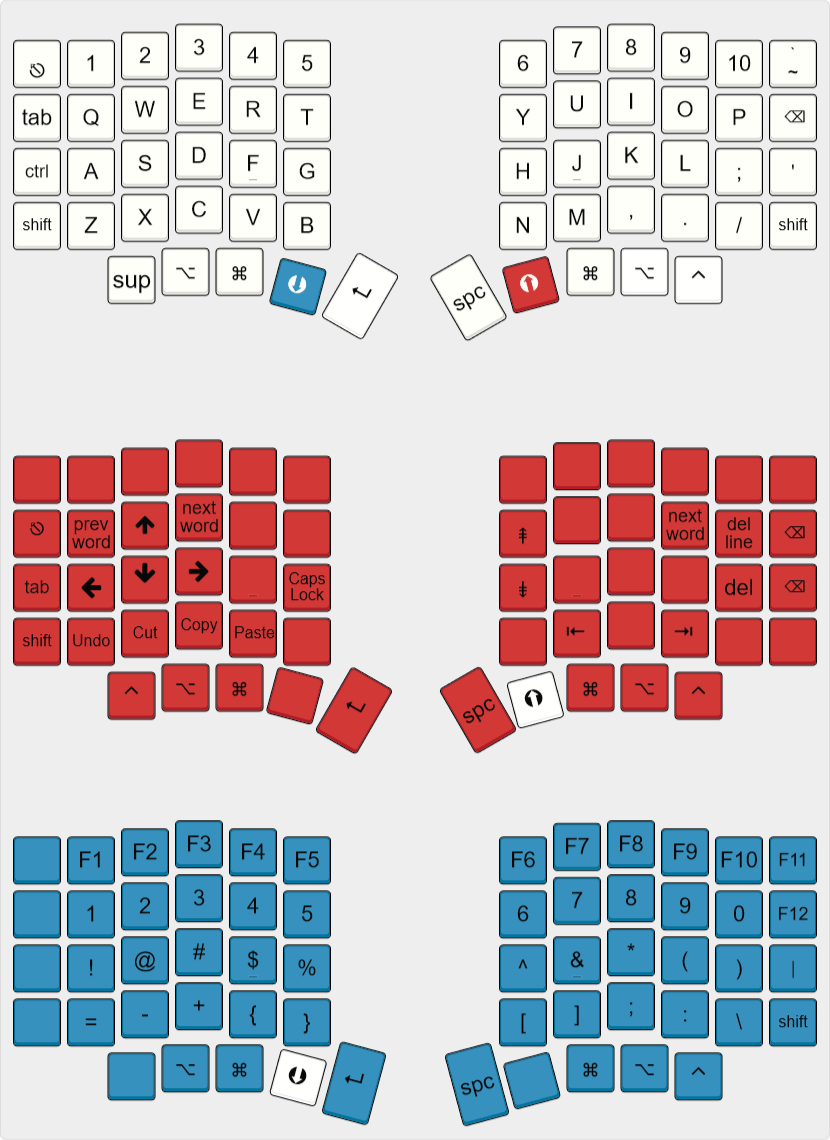 ⎋ 1 2 3 4 5 6 7 8 9 10 ` ~
tab Q W E R T Y U I O P ⌫
ctrl A S D F G H J K L ; '
shift Z X C V B N M , . / shift
sup ⌥ ⌘ ⬇ ↵ spc ⬆ ⌘ ⌥ ^
⎋ prev word ↑ next word ⇞ next word del line ⌫
tab ← ↓ → _ Caps Lock ⇟ _ del ⌫
shift Undo Cut Copy Paste ⇤ ⇥
^ ⌥ ⌘ ↵ spc ⬆ ⌘ ⌥ ^
F1 F2 F3 F4 F5 F6 F7 F8 F9 F10 F11
1 2 3 4 5 6 7 8 9 0 F12
! @ # $ % ^ & * ( ) |
= - + { } [ ] ; : \ shift
⌥ ⌘ ⬇ ↵ spc ⌘ ⌥ ^